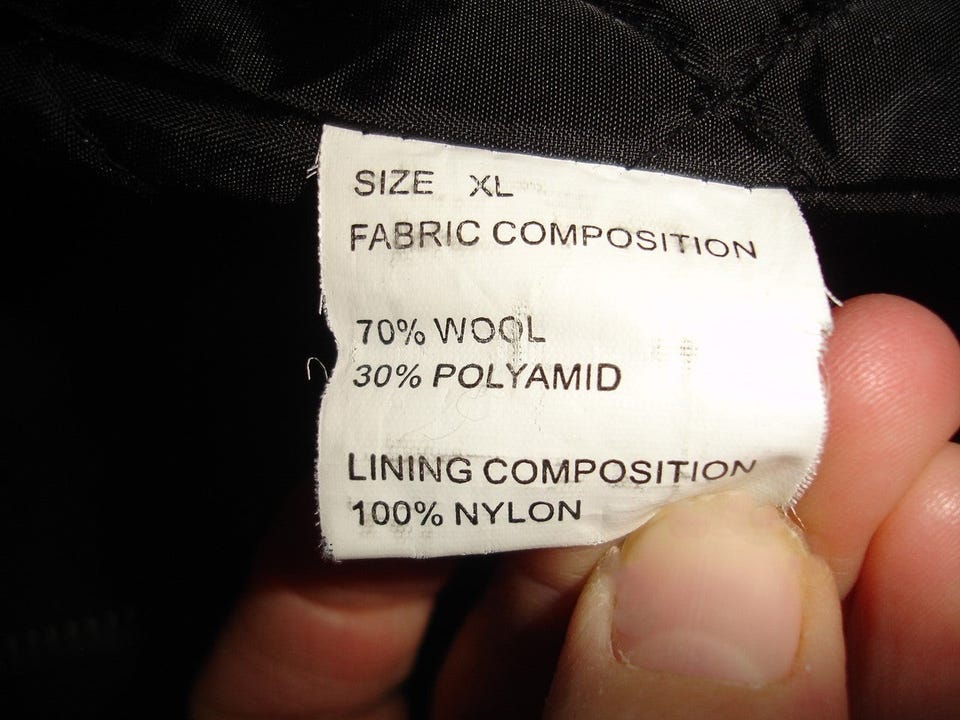 SIZE XL
FABRIC COMPOSITION
70% WOOL
30% POLYAMID
LINING COMPOSITION
100% NYLON